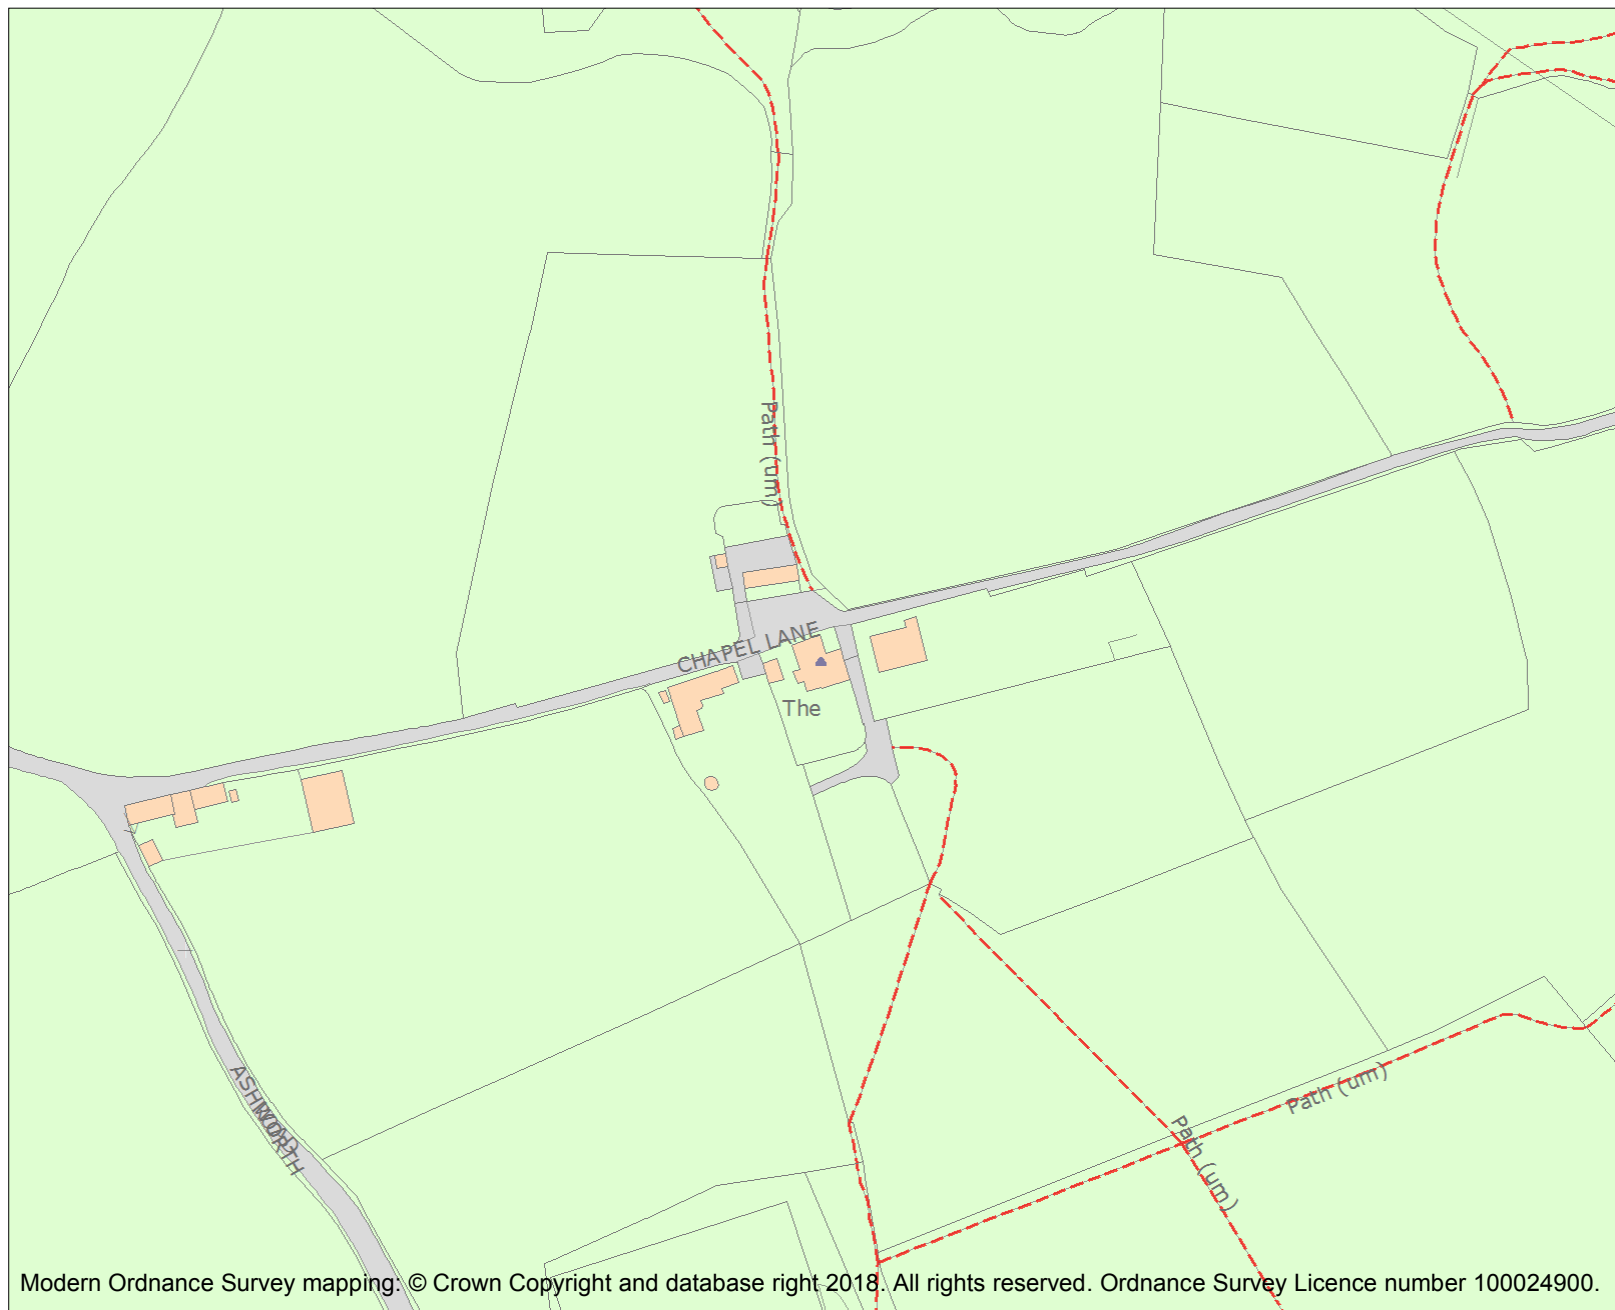 Path (um)
CHAPEL LANE
The
ASHWORTH
ROAD
Path (um)
Path (um)
Modern Ordnance Survey mapping: © Crown Copyright and database right 2018. All rights reserved. Ordnance Survey Licence number 100024900.